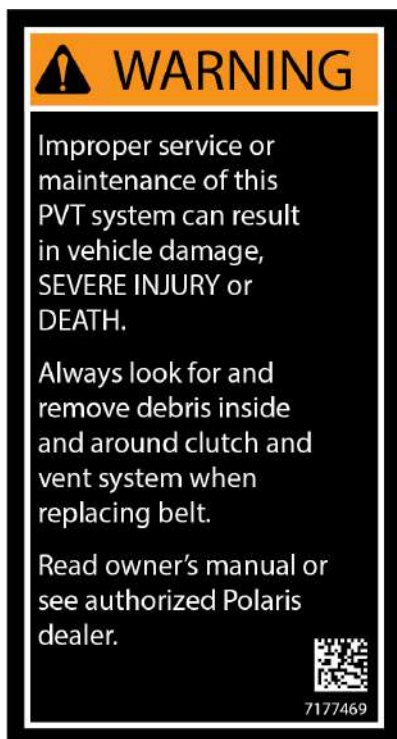 WARNING
Improper service or
maintenance of this
PVT system can result
in vehicle damage,
SEVERE INJURY or
DEATH.
Always look for and
remove debris inside
and around clutch and
vent system when
replacing belt.
Read owner’s manual or
see authorized Polaris
dealer.
7177469